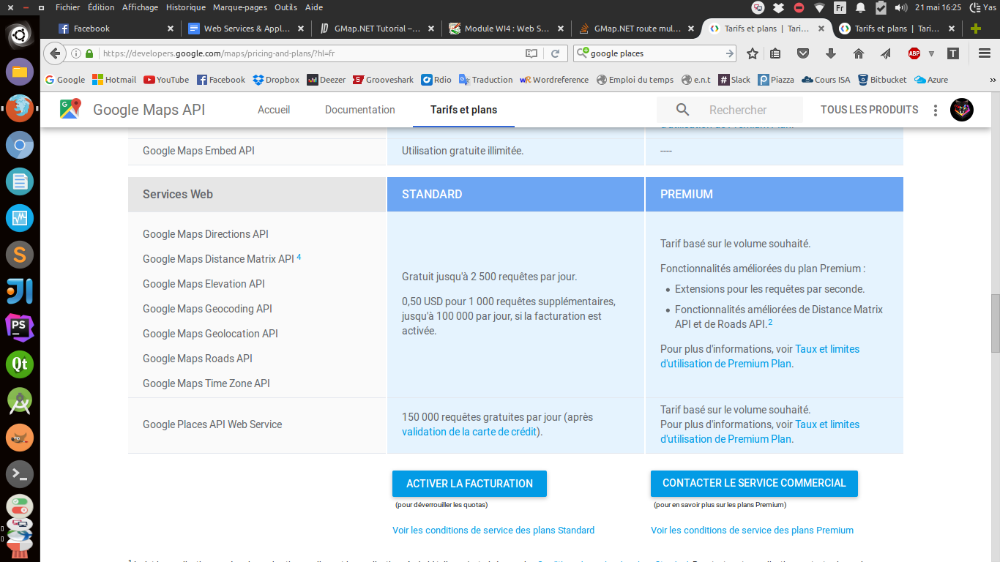 Fichier Édition Affichage Historique Marque-pages Outils Aide
Fr
21 mai 16:25
Yas
Facebook
Web Services & Appl...
GMap.NET Tutorial –...
Module WI4 : Web S...
GMap.NET route mul...
Tarifs et plans | Tari...
Tarifs et plans | Tari...
https://developers.google.com/maps/pricing-and-plans/?hl=fr
google places
ABP
T
Google
Hotmail
YouTube
Facebook
Dropbox
Deezer
Grooveshark
Rdio
Traduction
Wordreference
Emploi du temps
e.n.t
Slack
Piazza
Cours ISA
Bitbucket
Azure
»
Google Maps API
Accueil
Documentation
Tarifs et plans
Rechercher
TOUS LES PRODUITS
d'utilisation de Premium Plan.
Google Maps Embed API
Utilisation gratuite illimitée.
----
Services Web
STANDARD
PREMIUM
Google Maps Directions API
Google Maps Distance Matrix API 4
Google Maps Elevation API
Google Maps Geocoding API
Google Maps Geolocation API
Google Maps Roads API
Google Maps Time Zone API
Gratuit jusqu'à 2 500 requêtes par jour.
0,50 USD pour 1 000 requêtes supplémentaires,
jusqu'à 100 000 par jour, si la facturation est
activée.
Tarif basé sur le volume souhaité.
Fonctionnalités améliorées du plan Premium :
• Extensions pour les requêtes par seconde.
• Fonctionnalités améliorées de Distance Matrix
API et de Roads API.2
Pour plus d'informations, voir Taux et limites
d'utilisation de Premium Plan.
Google Places API Web Service
150 000 requêtes gratuites par jour (après
validation de la carte de crédit).
Tarif basé sur le volume souhaité.
Pour plus d'informations, voir Taux et limites
d'utilisation de Premium Plan.
ACTIVER LA FACTURATION
(pour déverrouiller les quotas)
Voir les conditions de service des plans Standard
CONTACTER LE SERVICE COMMERCIAL
(pour en savoir plus sur les plans Premium)
Voir les conditions de service des plans Premium
S
JI
PS
Qt